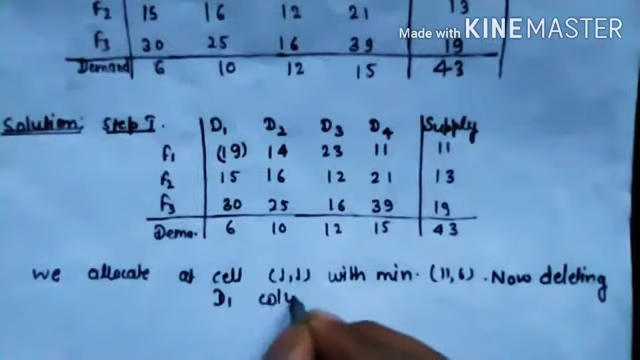 F2 15 16 12 21 13
Made with KINEMASTER
F3 30 25 16 39 19
Demand 6 10 12 15 43
Solution: Step I. D1 D2 D3 D4 Supply
F1 (19) 14 23 11 11
F2 15 16 12 21 13
F3 30 25 16 39 19
Dema. 6 10 12 15 43
we allocate at cell (1,1) with min. (11,6). Now deleting
D1 colu